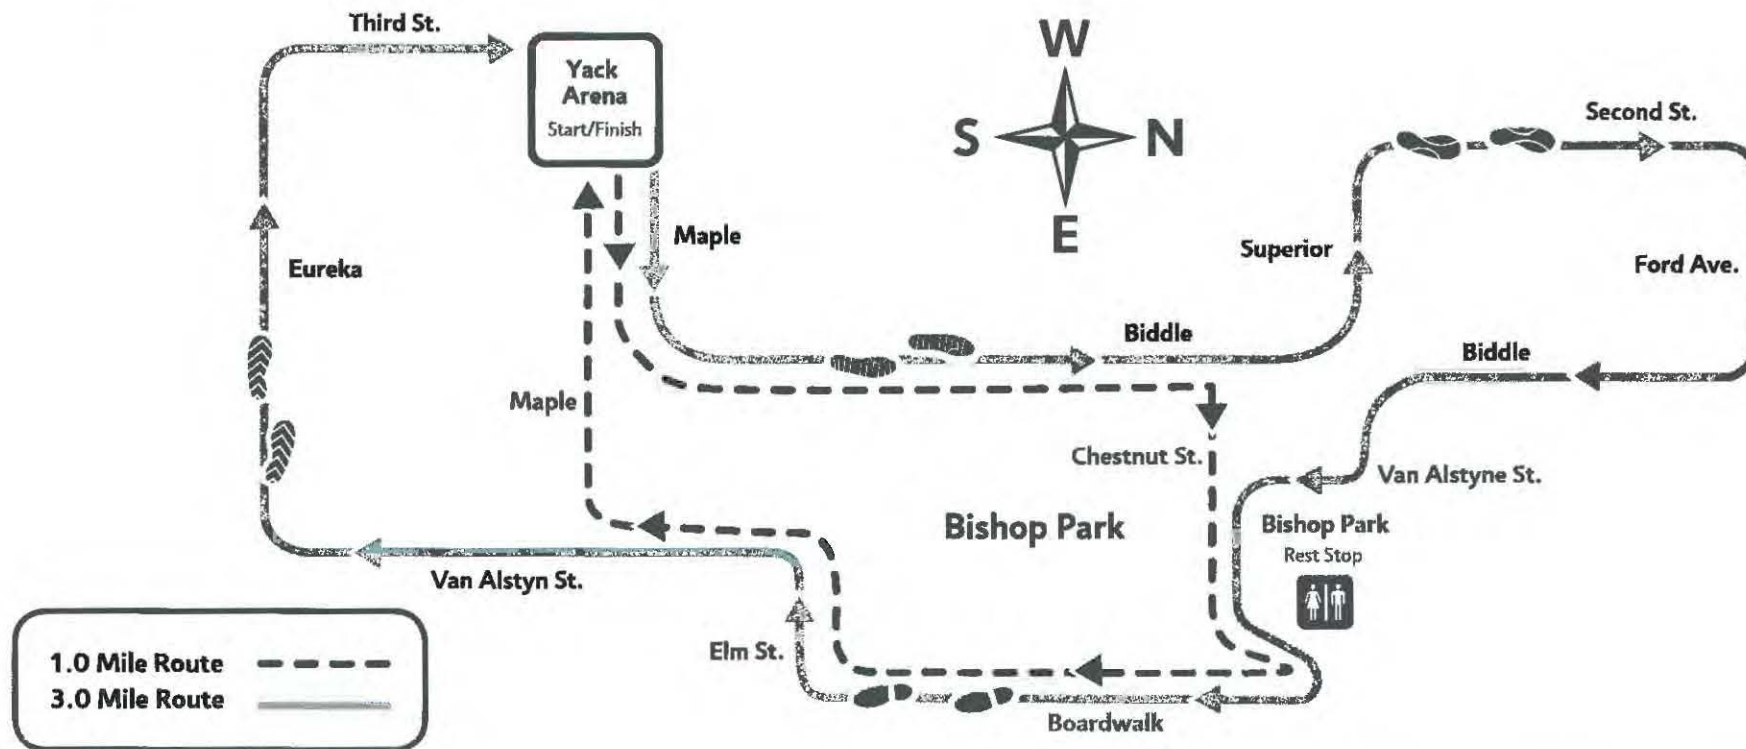 Third St.
Yack
Arena
Start/Finish
W
S
N
E
Second St.
Maple
Superior
Ford Ave.
Eureka
Biddle
Biddle
Maple
Chestnut St.
Van Alstyne St.
Bishop Park
Bishop Park
Rest Stop
Van Alstyn St.
Elm St.
Boardwalk
1.0 Mile Route
3.0 Mile Route